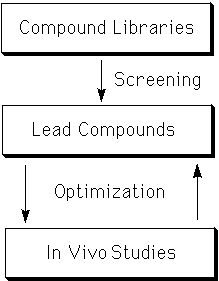 Compound Libraries
Screening
Lead Compounds
Optimization
In Vivo Studies